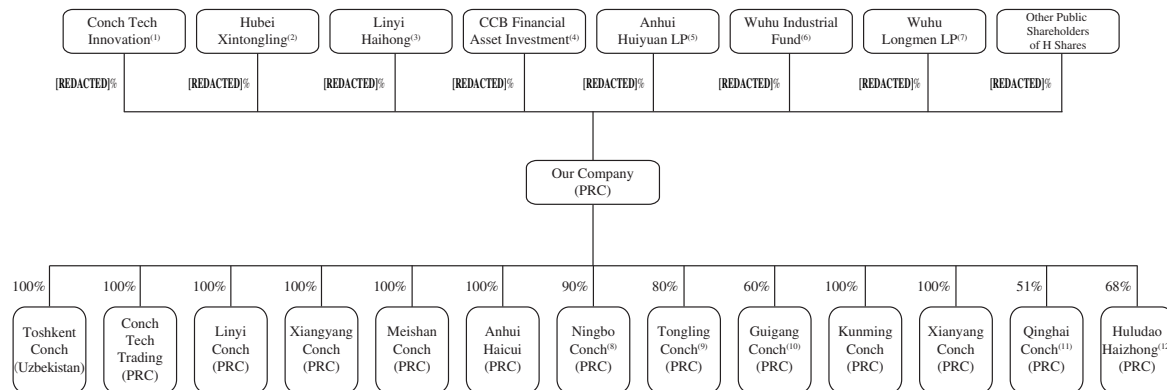 Conch Tech
Innovation(1)
Hubei
Xintongling(2)
Linyi
Haihong(3)
CCB Financial
Asset Investment(4)
Anhui
Huiyuan LP(5)
Wuhu Industrial
Fund(6)
Wuhu
Longmen LP(7)
Other Public
Shareholders
of H Shares
[REDACTED]%
[REDACTED]%
[REDACTED]%
[REDACTED]%
[REDACTED]%
[REDACTED]%
[REDACTED]%
[REDACTED]%
Our Company
(PRC)
100%
100%
100%
100%
100%
100%
90%
80%
60%
100%
100%
51%
68%
Toshkent
Conch
(Uzbekistan)
Conch
Tech
Trading
(PRC)
Linyi
Conch
(PRC)
Xiangyang
Conch
(PRC)
Meishan
Conch
(PRC)
Anhui
Haicui
(PRC)
Ningbo
Conch(8)
(PRC)
Tongling
Conch(9)
(PRC)
Guigang
Conch(10)
(PRC)
Kunming
Conch
(PRC)
Xianyang
Conch
(PRC)
Qinghai
Conch(11)
(PRC)
Huludao
Haizhong(12
(PRC)